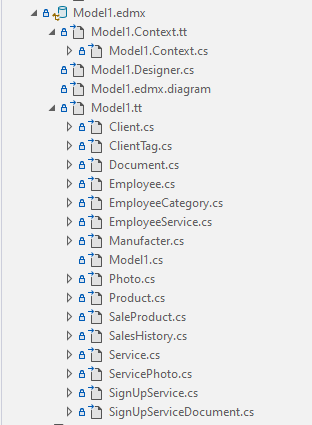 Model1.edmx
Model1.Context.tt
Model1.Context.cs
Model1.Designer.cs
Model1.edmx.diagram
Model1.tt
Client.cs
ClientTag.cs
Document.cs
Employee.cs
EmployeeCategory.cs
EmployeeService.cs
Manufacter.cs
Model1.cs
Photo.cs
Product.cs
SaleProduct.cs
SalesHistory.cs
Service.cs
ServicePhoto.cs
SignUpService.cs
SignUpServiceDocument.cs